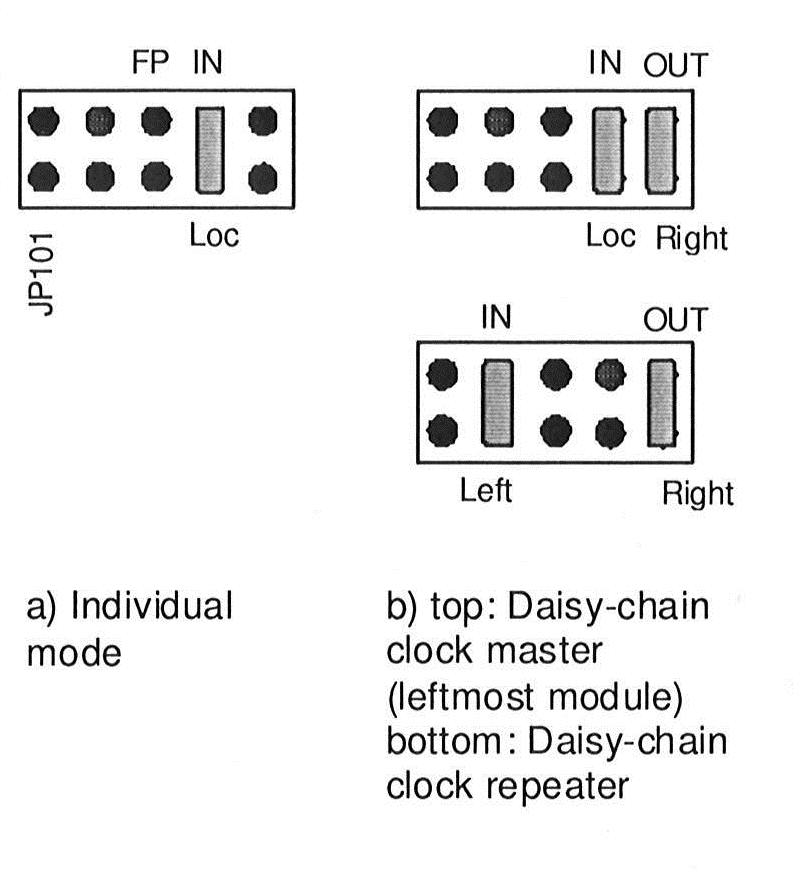 FP IN
Loc
JP101
IN OUT
Loc Right
IN OUT
Left Right
a) Individual
mode
b) top: Daisy-chain
clock master
(leftmost module)
bottom: Daisy-chain
clock repeater